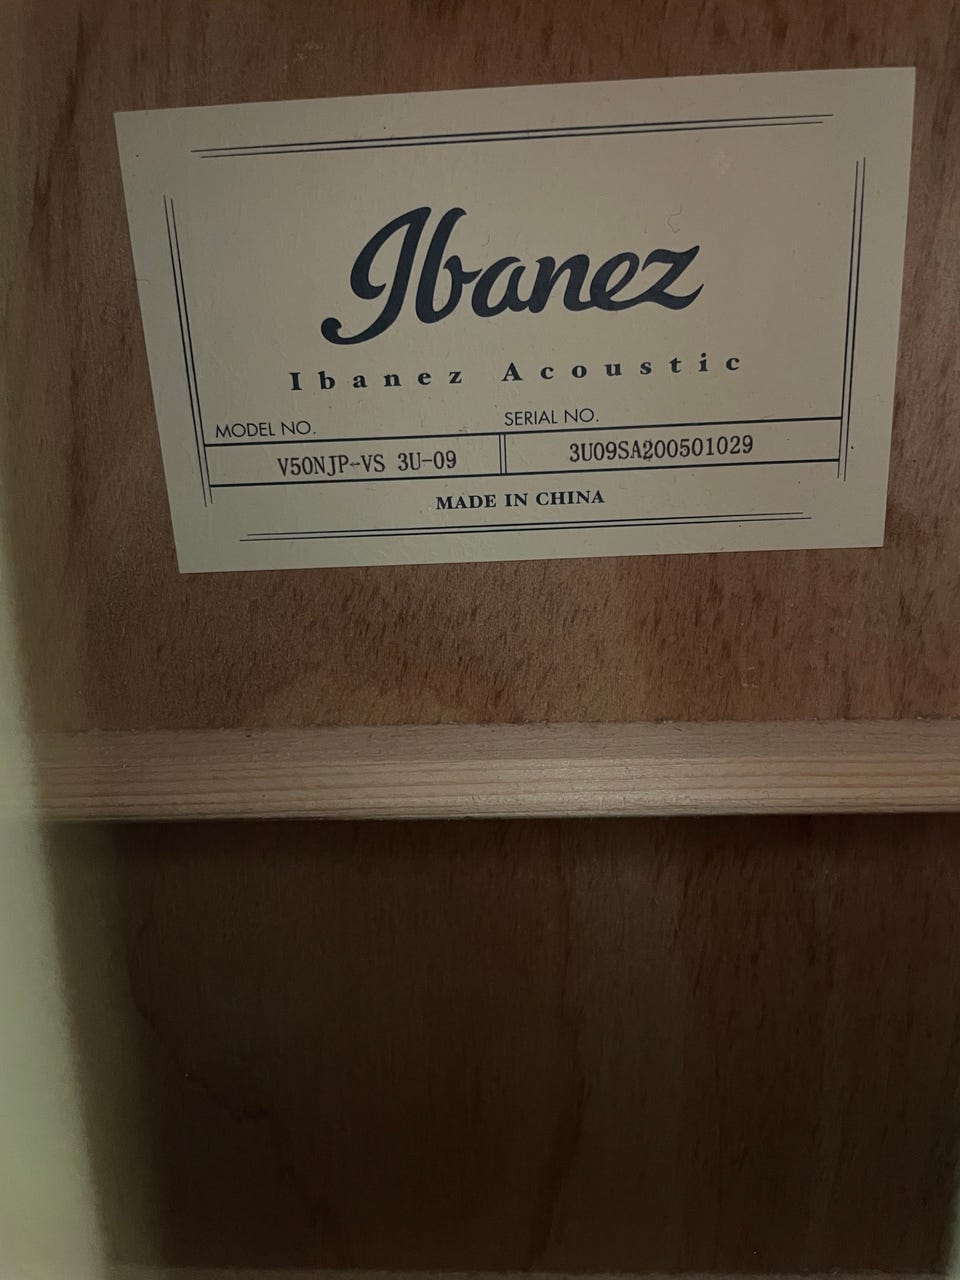 Ibanez
Ibanez Acoustic
MODEL NO. SERIAL NO.
V50NJP-VS 3U-09 3U09SA200501029
MADE IN CHINA